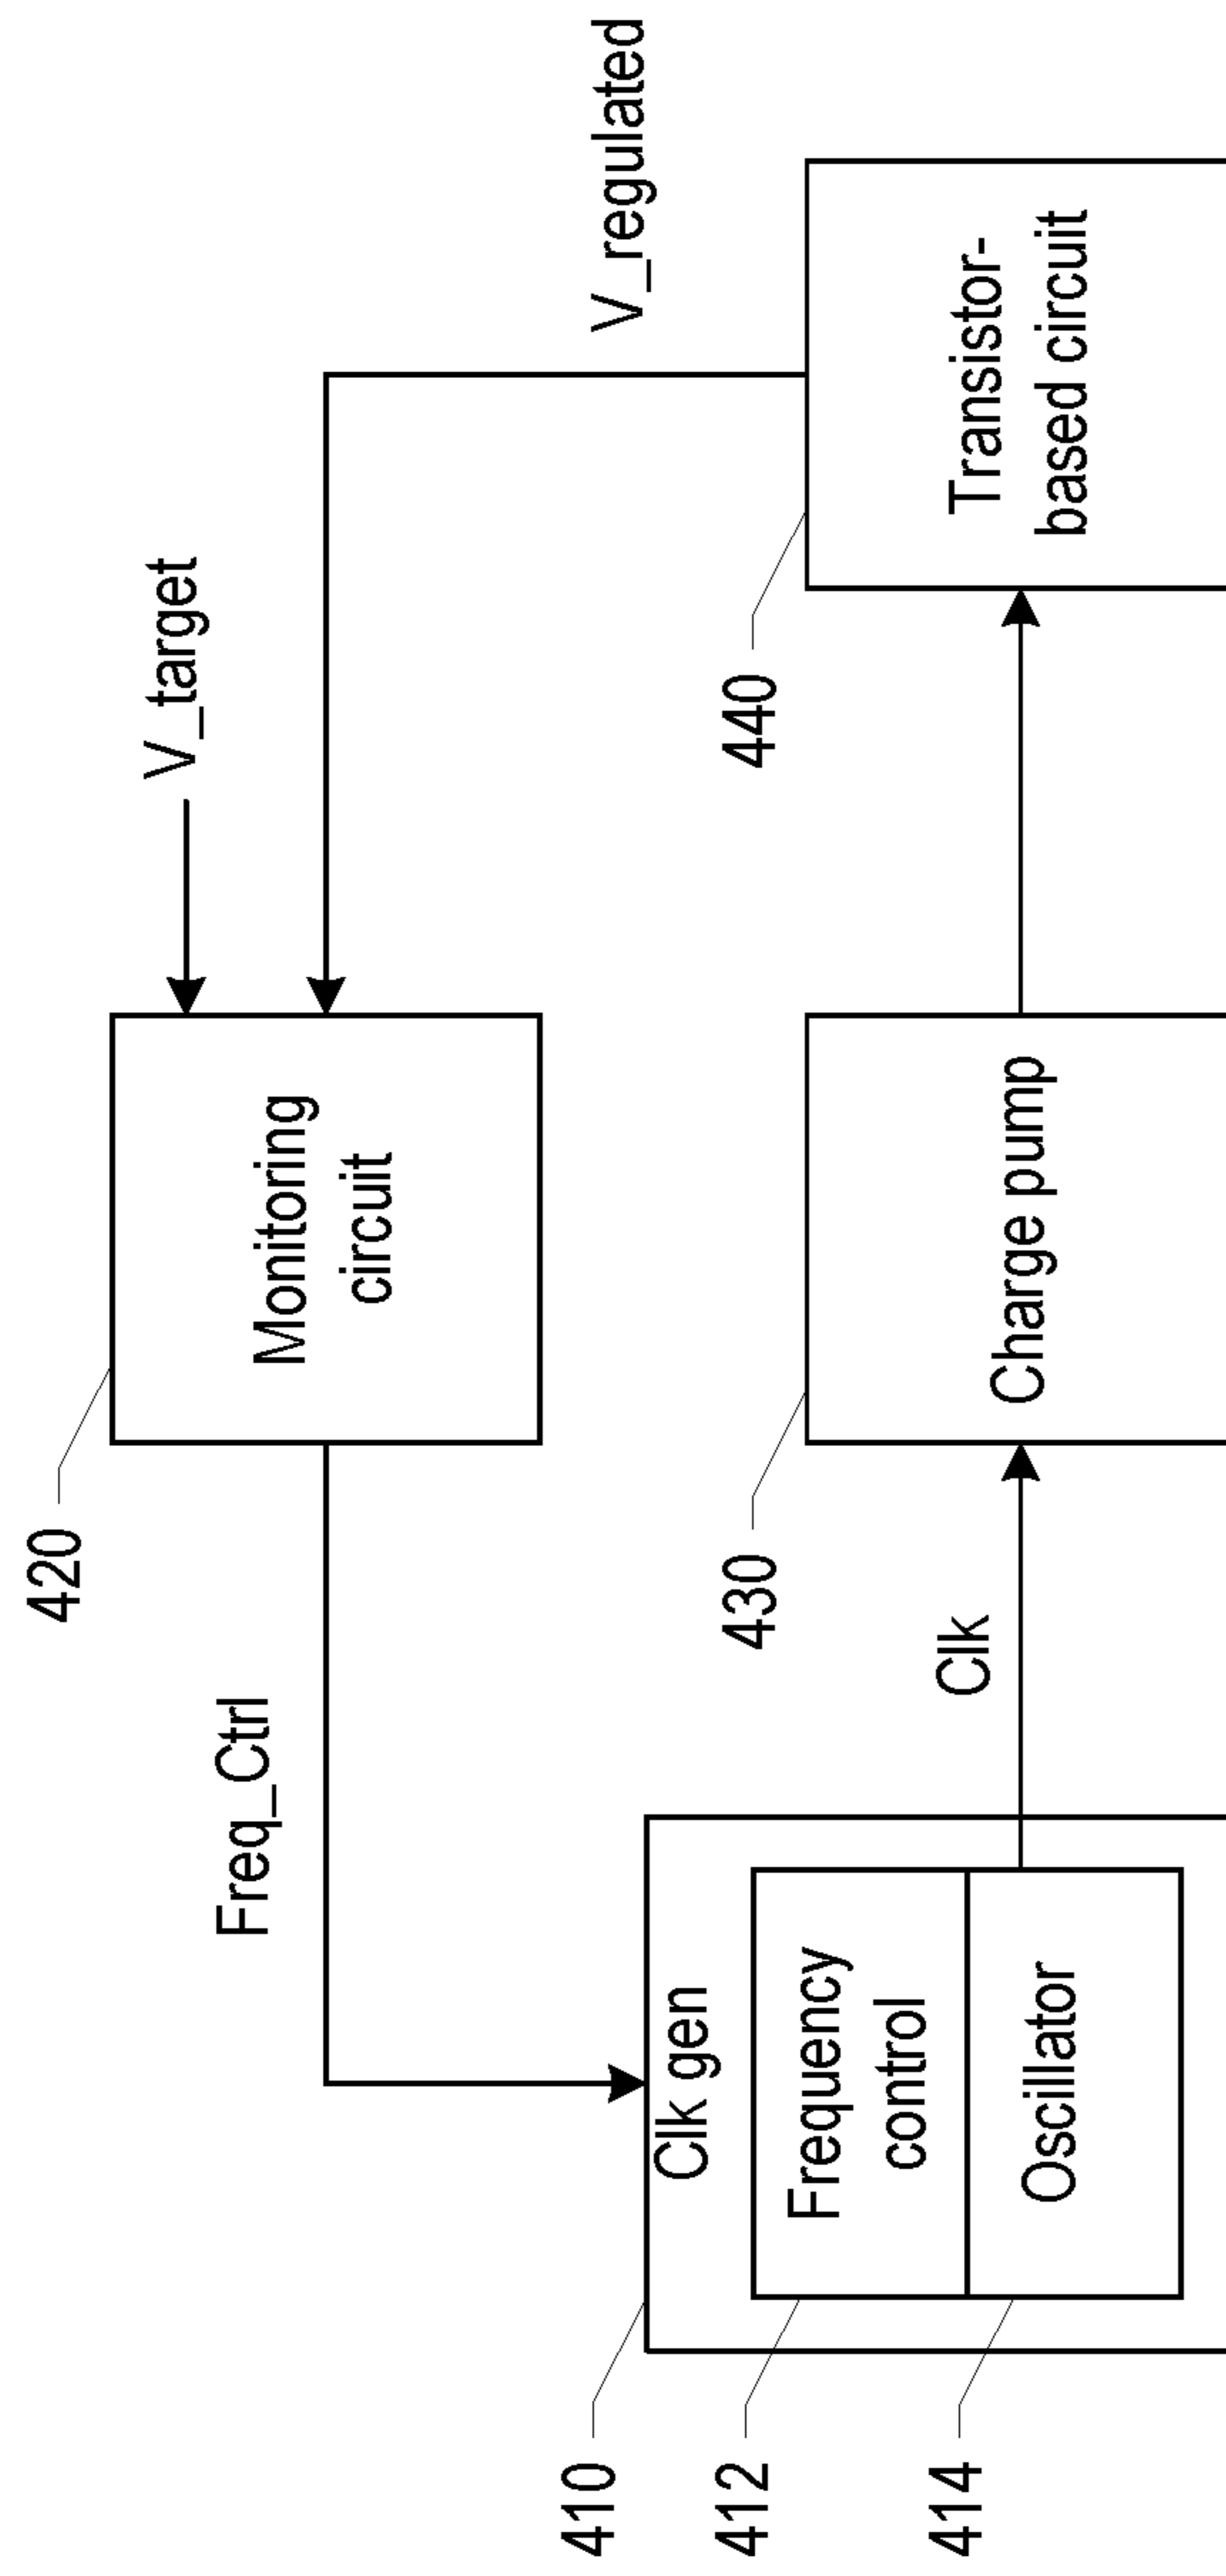 V_target
V_regulated
Freq_Ctrl
420
Monitoring
circuit
410
Clk gen
412
Frequency
control
414
Oscillator
Clk
430
Charge pump
440
Transistor-
based circuit